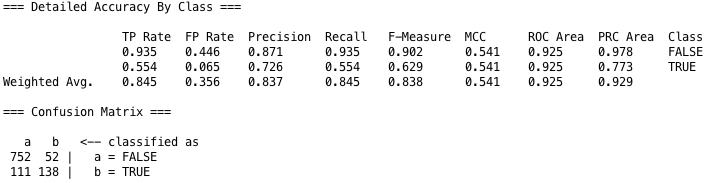 === Detailed Accuracy By Class ===
TP Rate FP Rate Precision Recall F-Measure MCC ROC Area PRC Area Class
0.935 0.446 0.871 0.935 0.902 0.541 0.925 0.978 FALSE
0.554 0.065 0.726 0.554 0.629 0.541 0.925 0.773 TRUE
Weighted Avg. 0.845 0.356 0.837 0.845 0.838 0.541 0.925 0.929
=== Confusion Matrix ===
a b <-- classified as
752 52 | a = FALSE
111 138 | b = TRUE